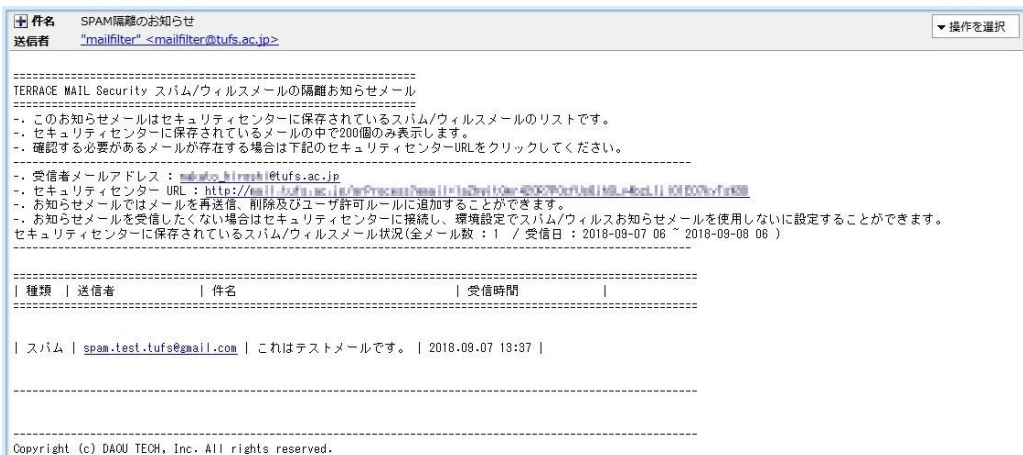 件名 SPAM隔離のお知らせ
▼操作を選択
送信者 "mailfilter" <mailfilter@tufs.ac.jp>
================================================================
TERRACE MAIL Security スパム/ウィルスメールの隔離お知らせメール
================================================================
-. このお知らせメールはセキュリティセンターに保存されているスパム/ウィルスメールのリストです。
-. セキュリティセンターに保存されているメールの中で200個のみ表示します。
-. 確認する必要があるメールが存在する場合は下記のセキュリティセンターURLをクリックしてください。
-. 受信者メールアドレス : @tufs.ac.jp
-. セキュリティセンター URL : http://
-. お知らせメールではメールを再送信、削除及びユーザ許可ルールに追加することができます。
-. お知らせメールを受信したくない場合はセキュリティセンターに接続し、環境設定でスパム/ウィルスお知らせメールを使用しないに設定することができます。
セキュリティセンターに保存されているスパム/ウィルスメール状況(全メール数 : 1 / 受信日 : 2018-09-07 06 ~ 2018-09-08 06 )
| 種類 | 送信者 | 件名 | 受信時間 |
| スパム | spam.test.tufs@gmail.com | これはテストメールです。 | 2018.09.07 13:37 |
Copyright (c) DAOU TECH, Inc. All rights reserved.